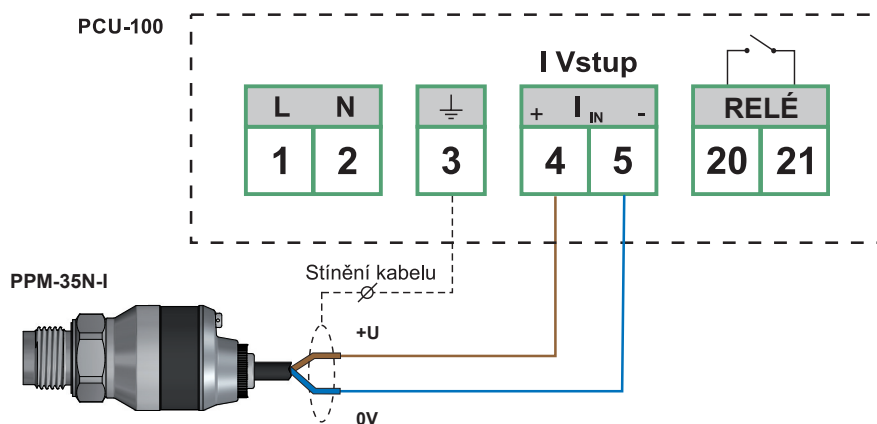 PCU-100
I Vstup
L N
+ I IN -
RELÉ
1 2 3 4 5 20 21
Stínění kabelu
PPM-35N-I
+U
0V